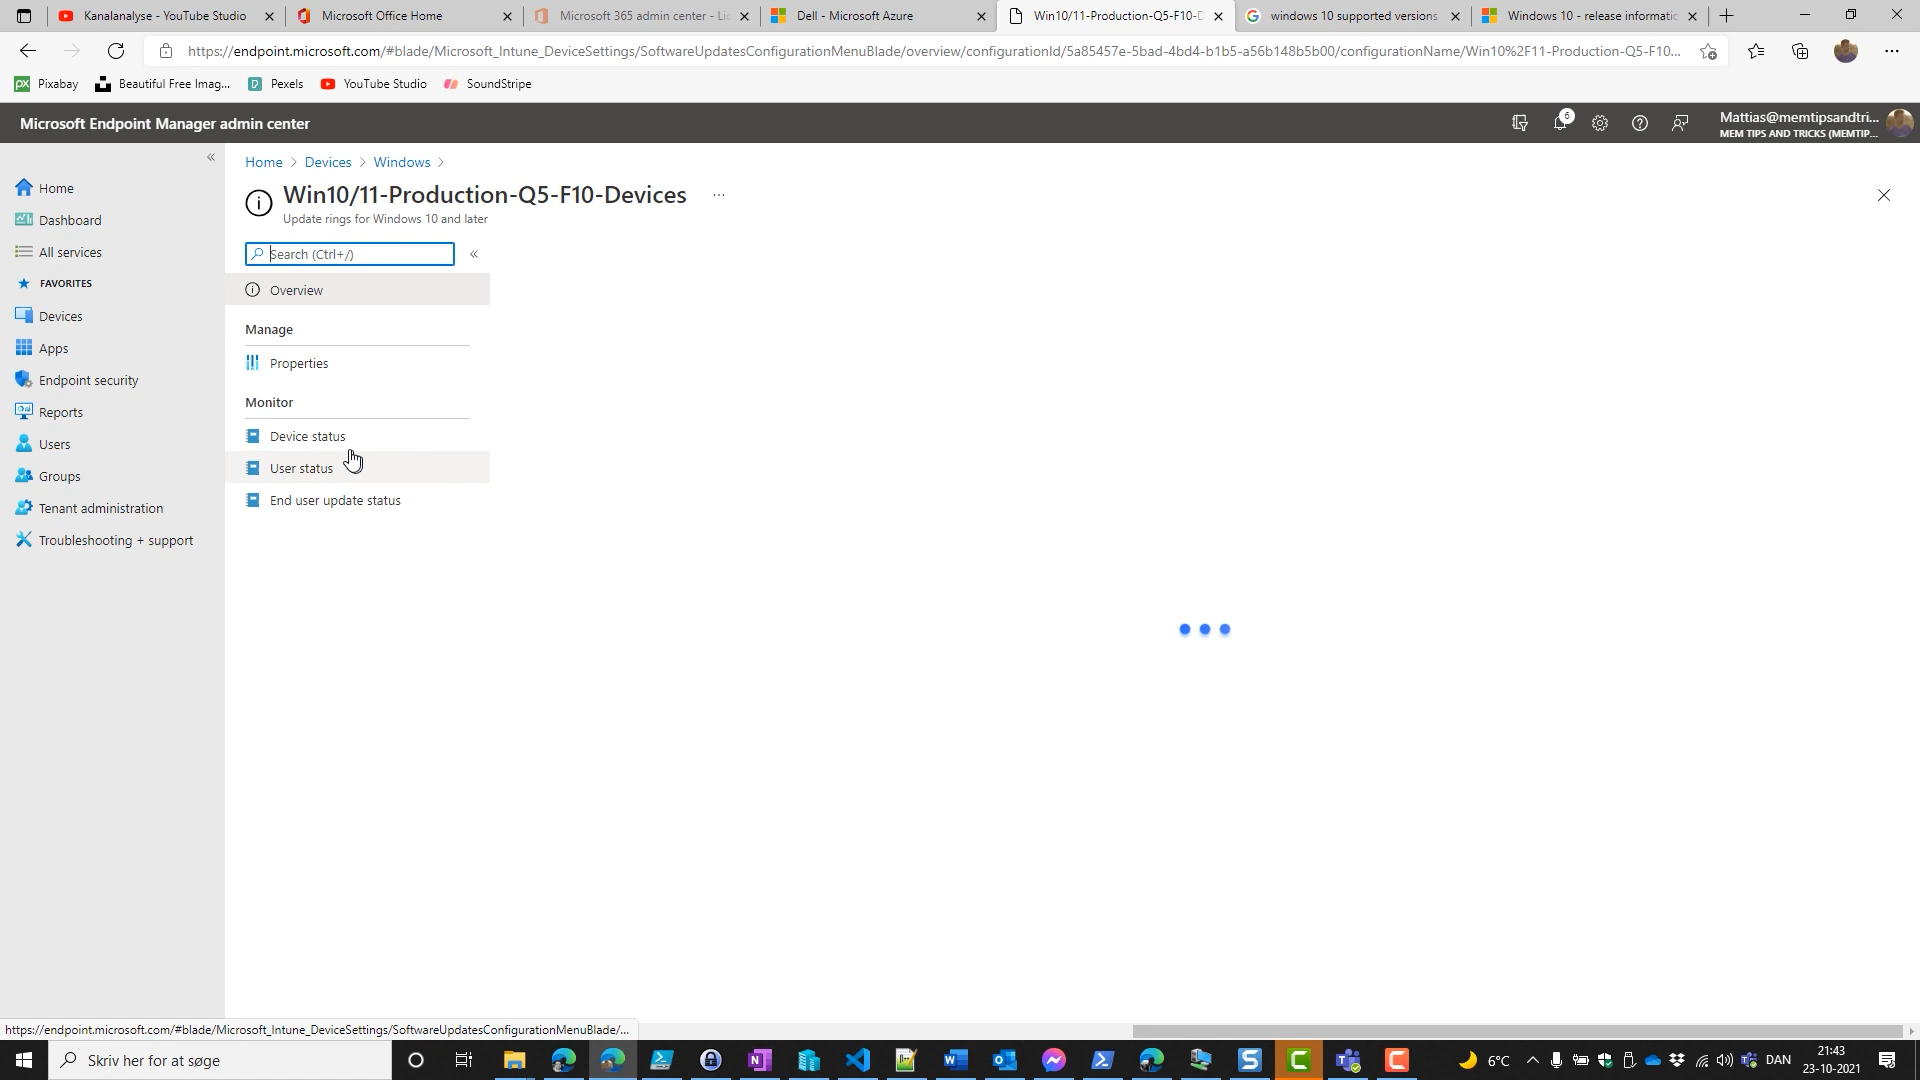 Kanalanalyse - YouTube Studio
Microsoft Office Home
Microsoft 365 admin center - Lic
Dell - Microsoft Azure
Win10/11-Production-Q5-F10-D
windows 10 supported versions
Windows 10 - release informatic
https://endpoint.microsoft.com/#blade/Microsoft_Intune_DeviceSettings/SoftwareUpdatesConfigurationMenuBlade/overview/configurationId/5a85457e-5bad-4bd4-b1b5-a56b148b5b00/configurationName/Win10%2F11-Production-Q5-F10...
px Pixabay
Beautiful Free Imag...
Pexels
YouTube Studio
SoundStripe
Microsoft Endpoint Manager admin center
6
Mattias@memtipsandtri...
MEM TIPS AND TRICKS (MEMTIP...
Home > Devices > Windows >
Win10/11-Production-Q5-F10-Devices ...
Update rings for Windows 10 and later
Home
Dashboard
All services
FAVORITES
Devices
Apps
Endpoint security
Reports
Users
Groups
Tenant administration
Troubleshooting + support
Search (Ctrl+/)
Overview
Manage
Properties
Monitor
Device status
User status
End user update status
https://endpoint.microsoft.com/#blade/Microsoft_Intune_DeviceSettings/SoftwareUpdatesConfigurationMenuBlade/...
Skriv her for at søge
6°C
DAN
21:43
23-10-2021